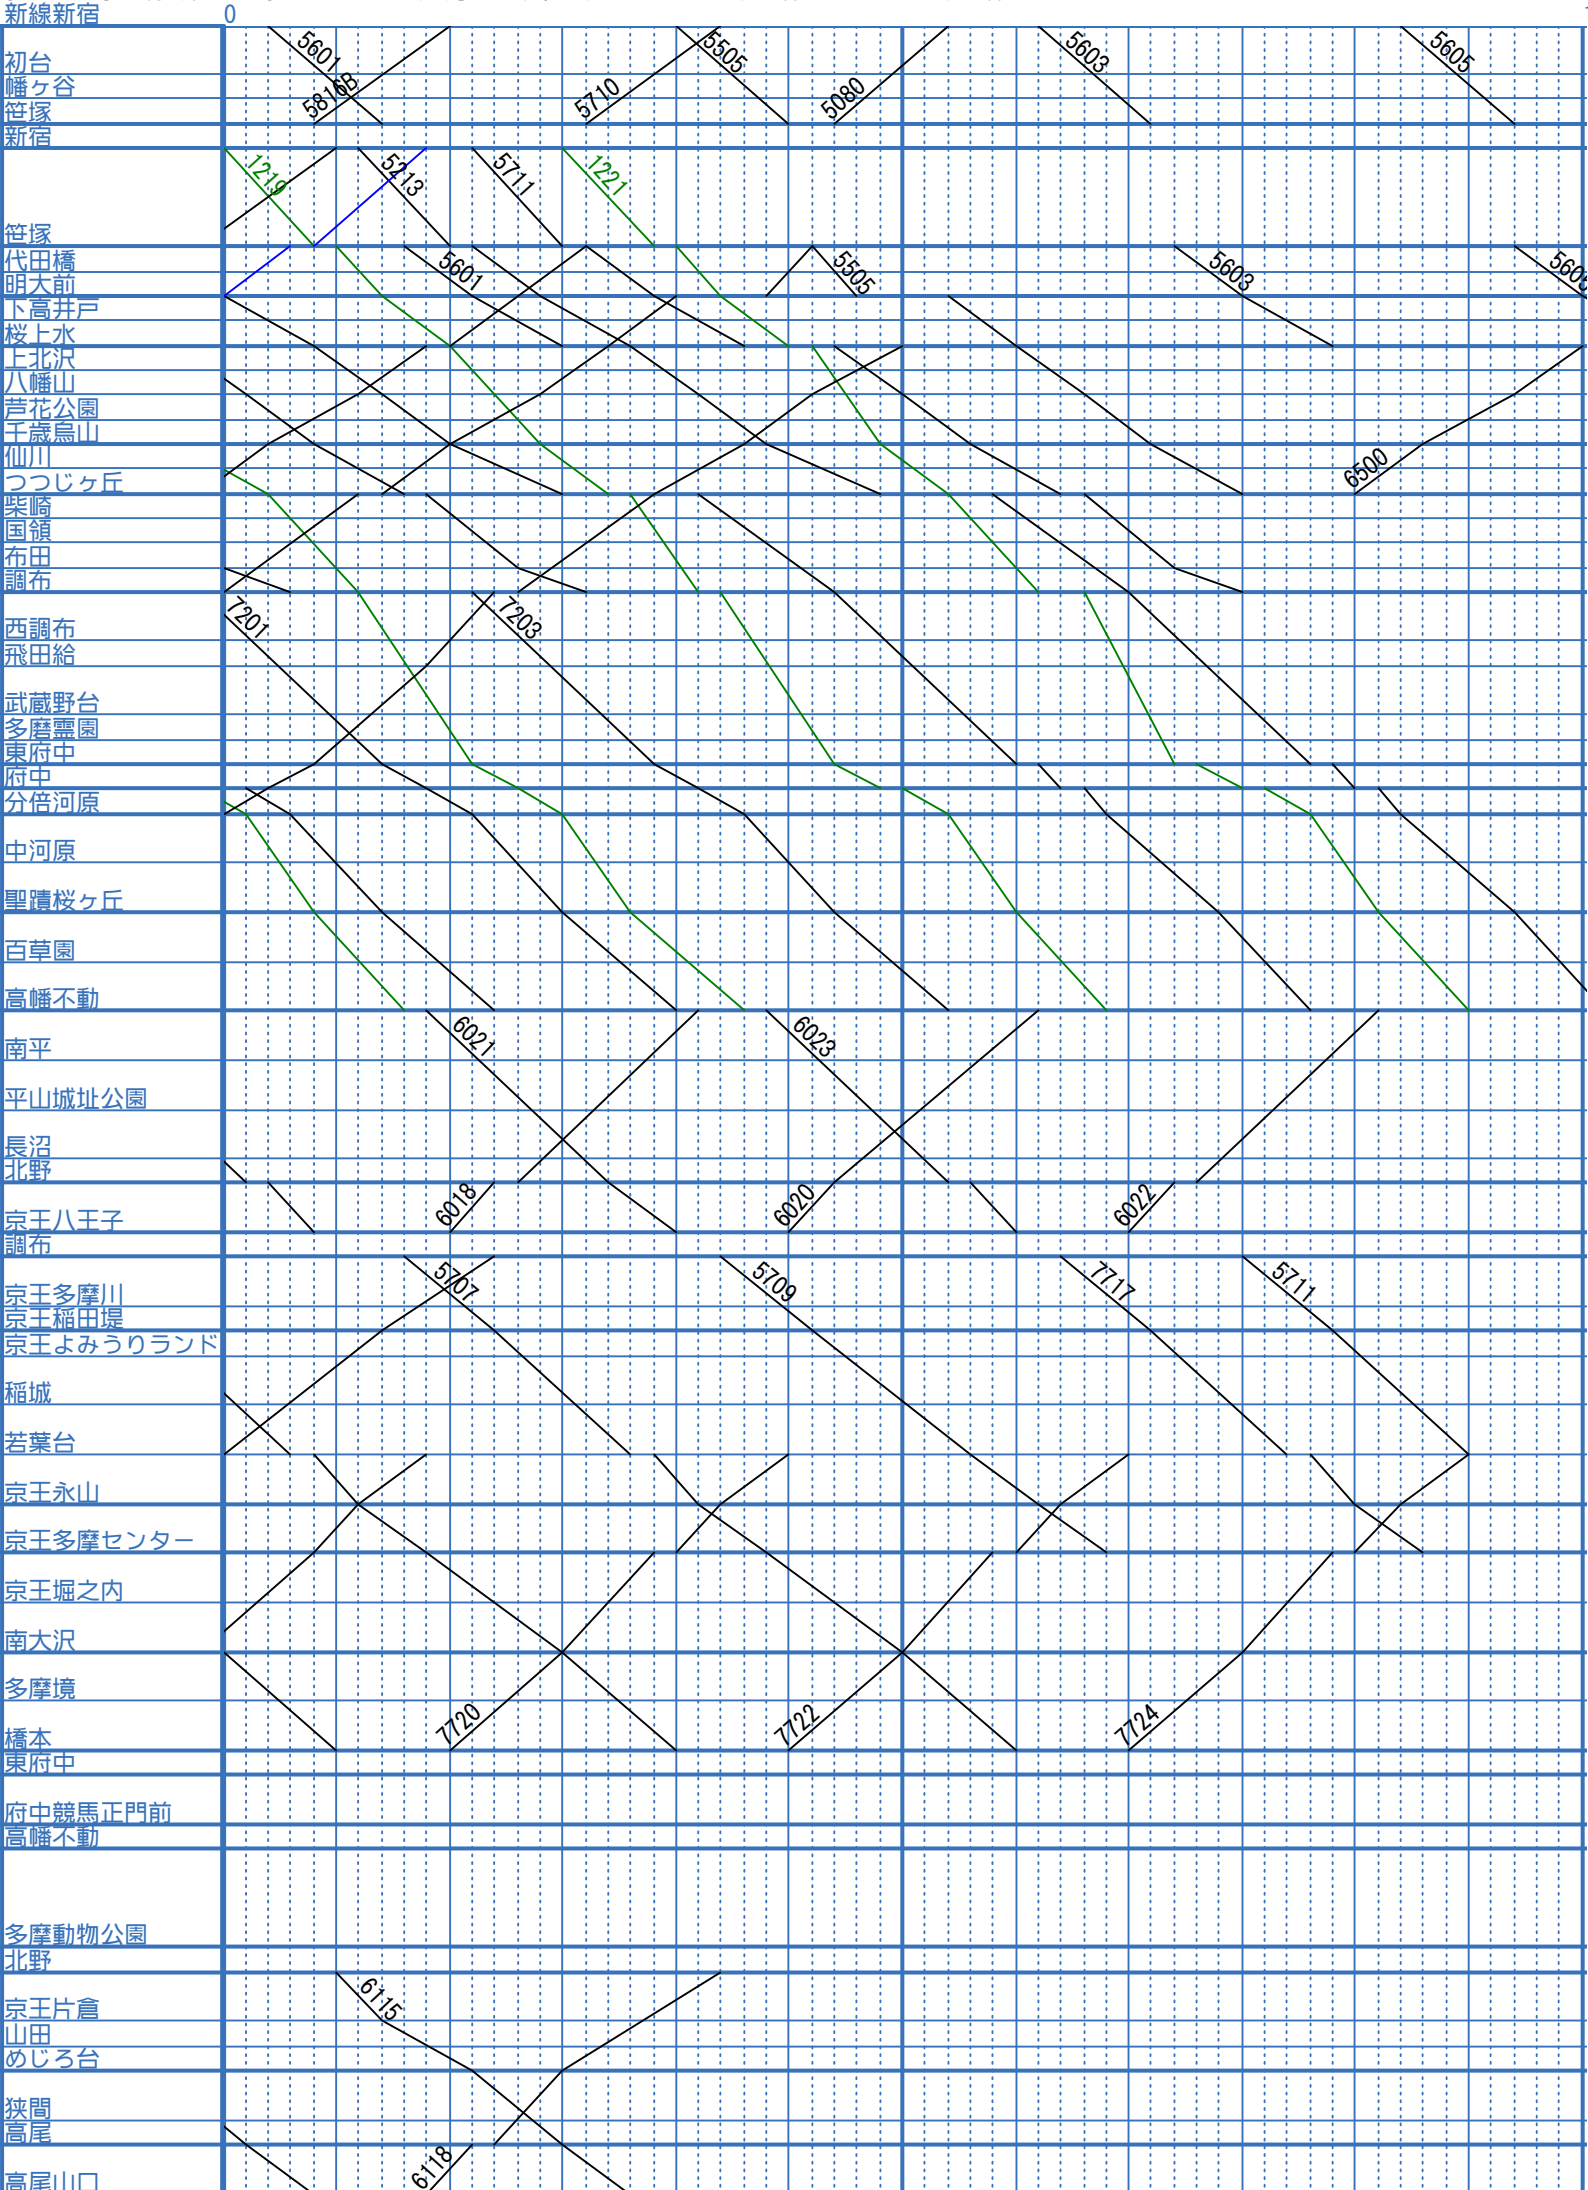 新線新宿 0
5601 5505 5603 5605
初台
幡ヶ谷 5816B 5710 5080
笹塚
新宿
1219 5213 5711 1221
笹塚
代田橋 5601 5505 5603 5605
明大前
下高井戸
桜上水
上北沢
八幡山
芦花公園
千歳烏山
仙川 6500
つつじヶ丘
柴崎
国領
布田
調布
西調布 7201 7203
飛田給
武蔵野台
多磨霊園
東府中
府中
分倍河原
中河原
聖蹟桜ヶ丘
百草園
高幡不動
南平 6021 6023
平山城址公園
長沼
北野
京王八王子 6018 6020 6022
調布
京王多摩川 5707 5709 7717 5711
京王稲田堤
京王よみうりランド
稲城
若葉台
京王永山
京王多摩センター
京王堀之内
南大沢
多摩境
橋本 7720 7722 7724
東府中
府中競馬正門前
高幡不動
多摩動物公園
北野
京王片倉 6115
山田
めじろ台
狭間
高尾
高尾山口 6118